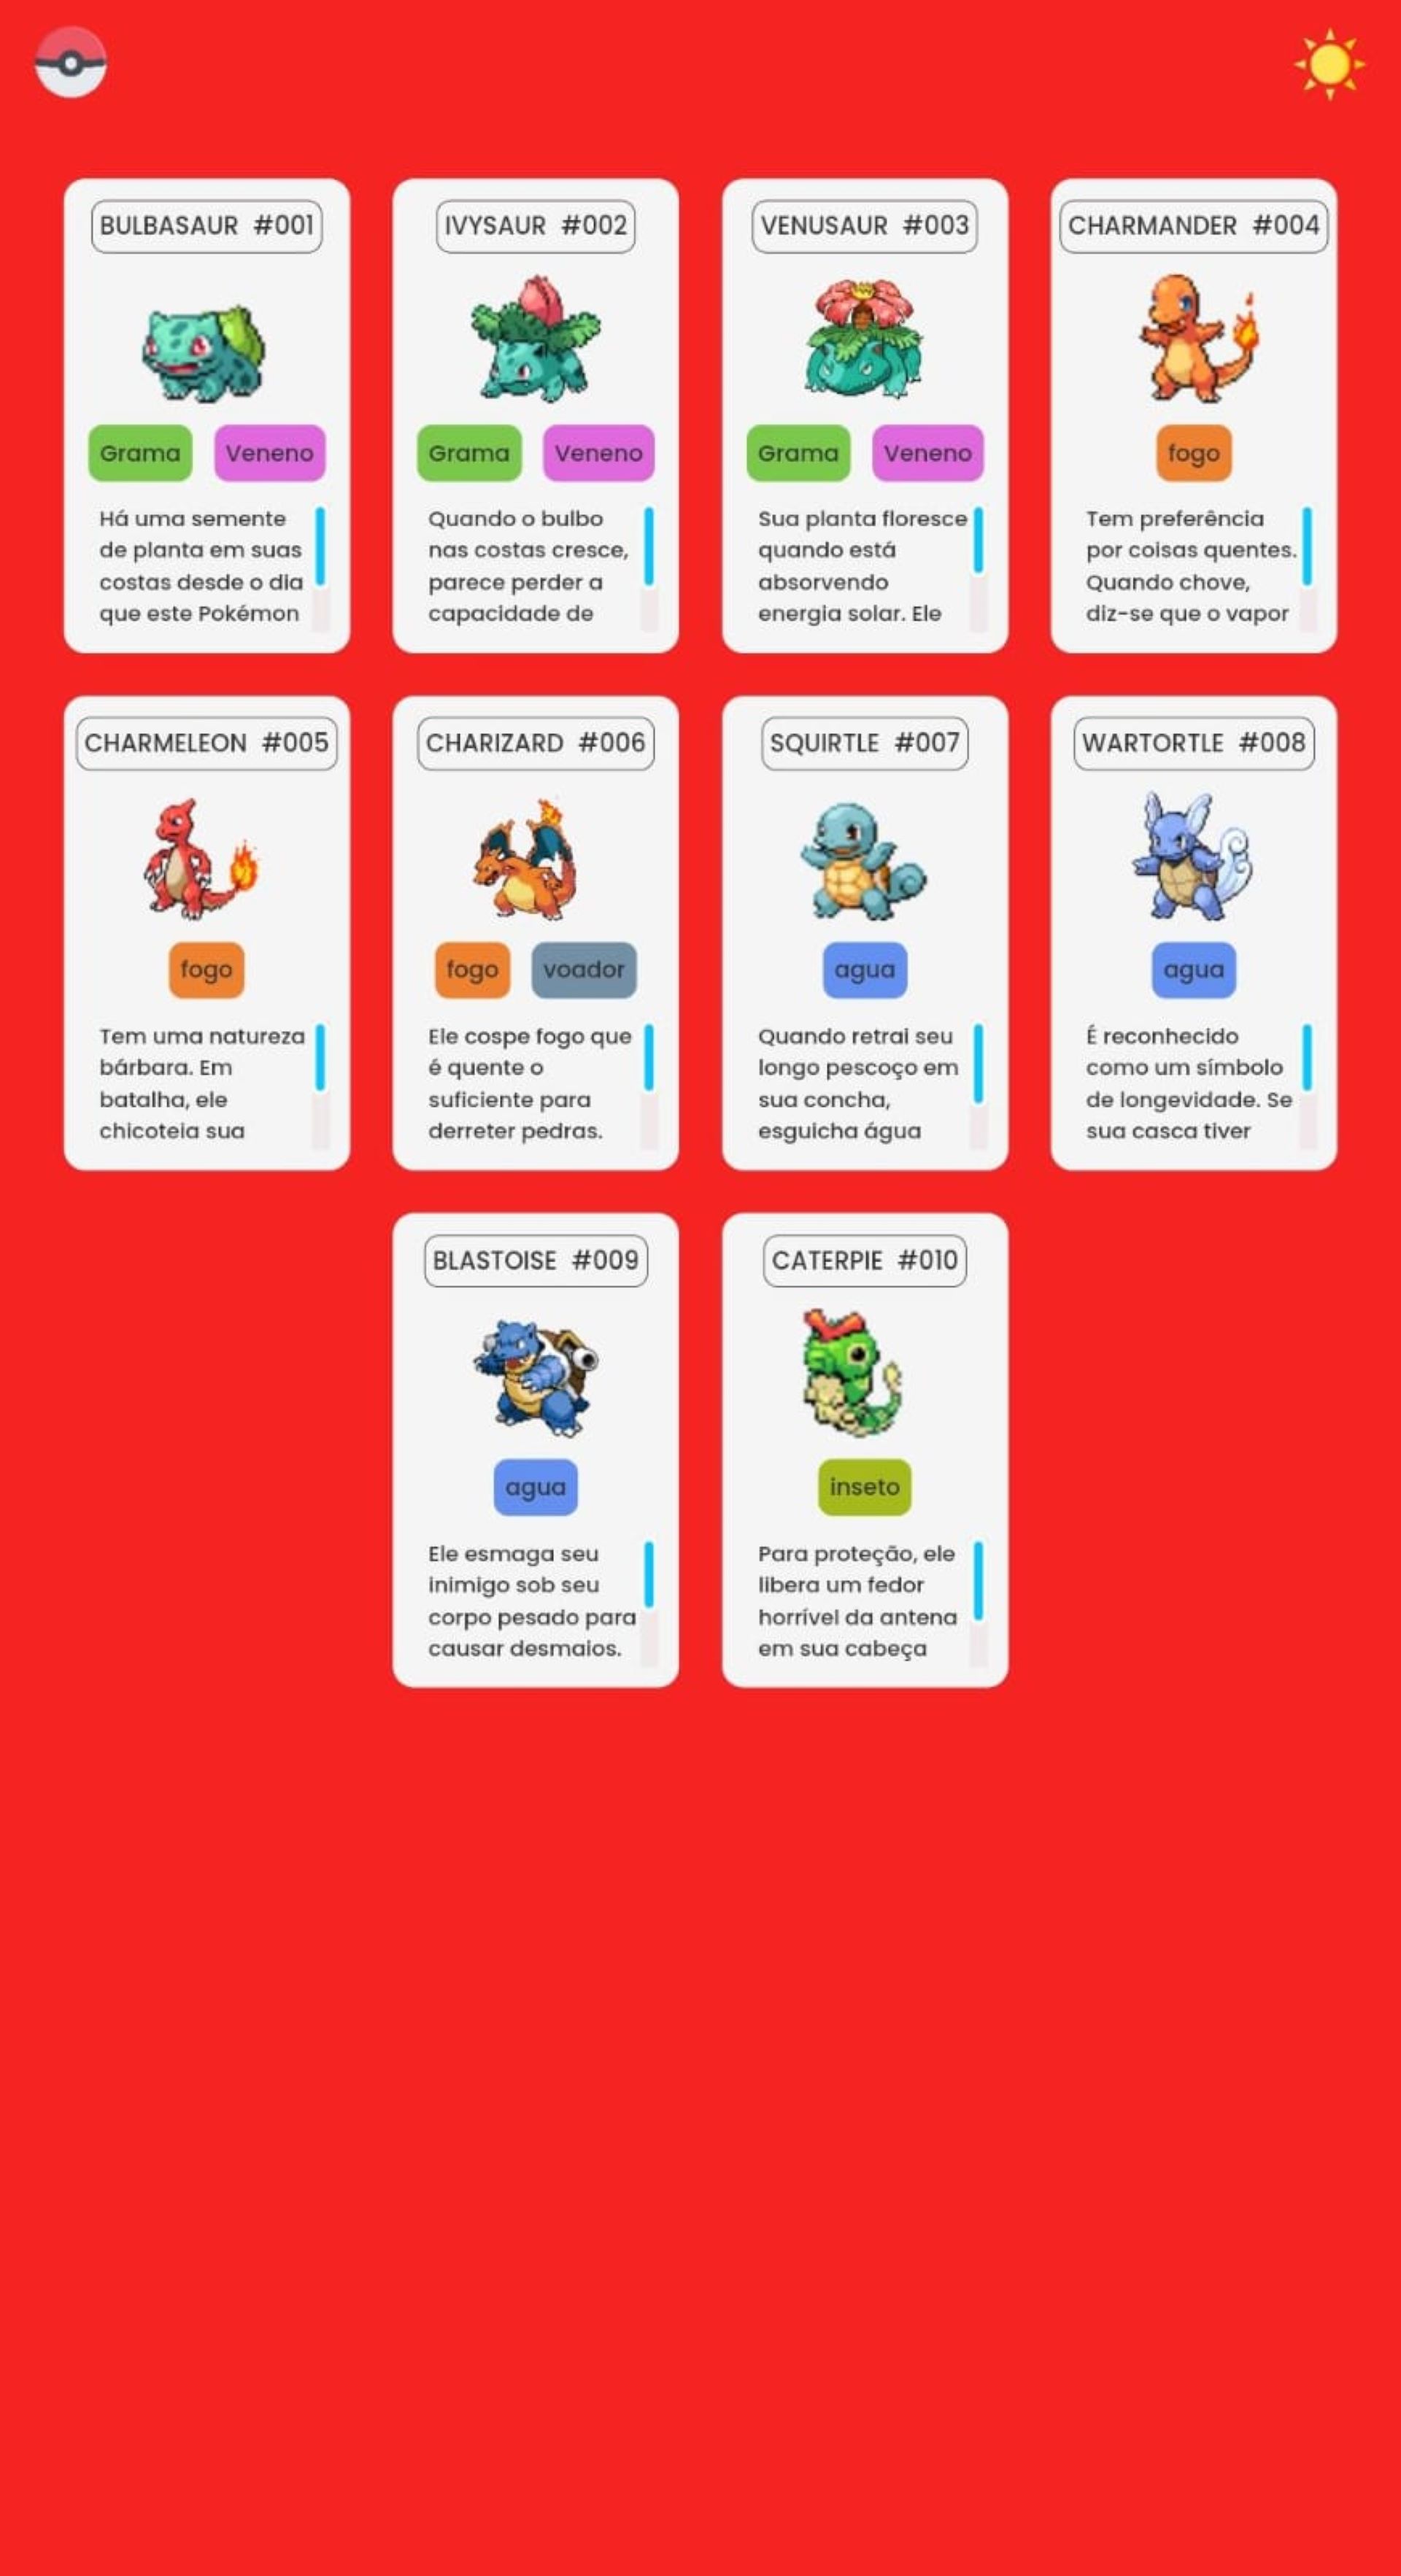 BULBASAUR #001
Grama Veneno
Há uma semente
de planta em suas
costas desde o dia
que este Pokémon
IVYSAUR #002
Grama Veneno
Quando o bulbo
nas costas cresce,
parece perder a
capacidade de
VENUSAUR #003
Grama Veneno
Sua planta floresce
quando está
absorvendo
energia solar. Ele
CHARMANDER #004
fogo
Tem preferência
por coisas quentes.
Quando chove,
diz-se que o vapor
CHARMELEON #005
fogo
Tem uma natureza
bárbara. Em
batalha, ele
chicoteia sua
CHARIZARD #006
fogo voador
Ele cospe fogo que
é quente o
suficiente para
derreter pedras.
SQUIRTLE #007
agua
Quando retrai seu
longo pescoço em
sua concha,
esguicha água
WARTORTLE #008
agua
É reconhecido
como um símbolo
de longevidade. Se
sua casca tiver
BLASTOISE #009
agua
Ele esmaga seu
inimigo sob seu
corpo pesado para
causar desmaios.
CATERPIE #010
inseto
Para proteção, ele
libera um fedor
horrível da antena
em sua cabeça